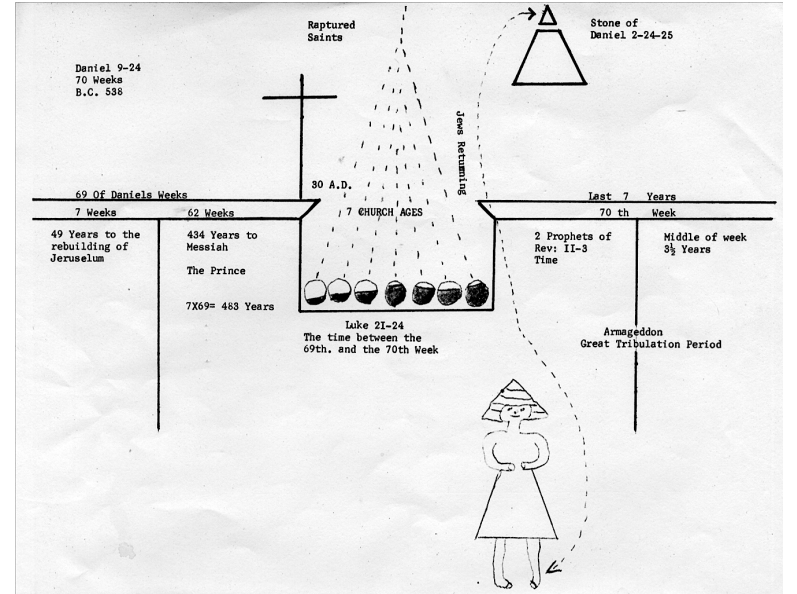 Raptured
Saints
Stone of
Daniel 2-24-25
Daniel 9-24
70 Weeks
B.C. 538
Jews Retumning
30 A.D.
69 Of Daniels Weeks
7 Weeks
62 Weeks
7 CHURCH AGES
Last 7 Years
70 th Week
49 Years to the
rebuilding of
Jeruselum
434 Years to
Messiah
The Prince
7X69= 483 Years
2 Prophets of
Rev: II-3
Time
Middle of week
3½ Years
Luke 2I-24
The time between the
69th. and the 70th Week
Armageddon
Great Tribulation Period